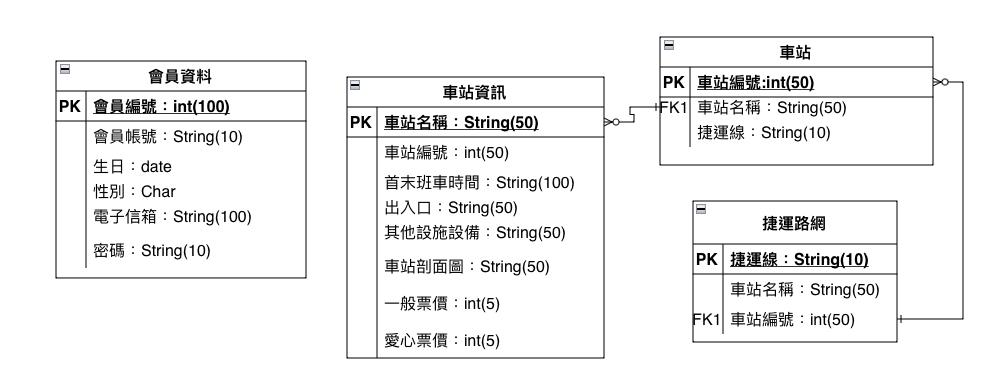 會員資料
PK 會員編號：int(100)
會員帳號：String(10)
生日：date
性別：Char
電子信箱：String(100)
密碼：String(10)
車站資訊
PK 車站名稱：String(50)
車站編號：int(50)
首末班車時間：String(100)
出入口：String(50)
其他設施設備：String(50)
車站剖面圖：String(50)
一般票價：int(5)
愛心票價：int(5)
車站
PK 車站編號:int(50)
FK1 車站名稱：String(50)
捷運線：String(10)
捷運路網
PK 捷運線：String(10)
車站名稱：String(50)
FK1 車站編號：int(50)